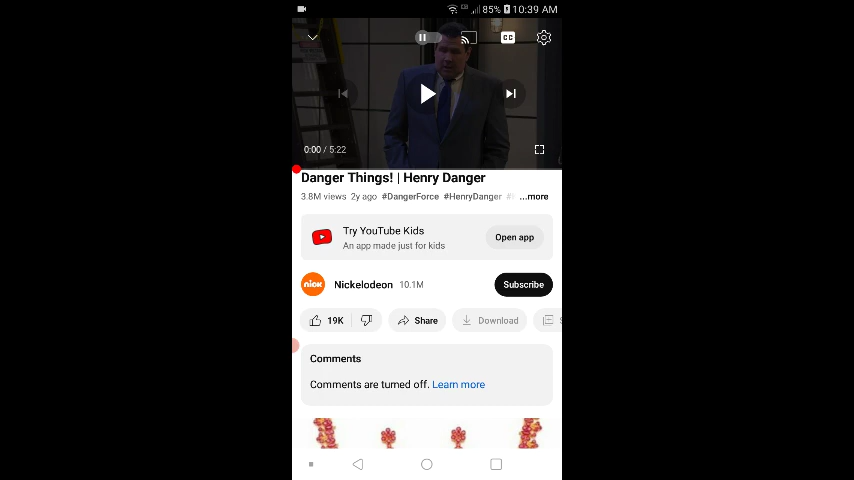 85% 10:39 AM
CC
0:00 / 5:22
Danger Things! | Henry Danger
3.8M views 2y ago #DangerForce #HenryDanger ...more
Try YouTube Kids
An app made just for kids
Open app
nick Nickelodeon 10.1M Subscribe
19K Share Download
Comments
Comments are turned off. Learn more